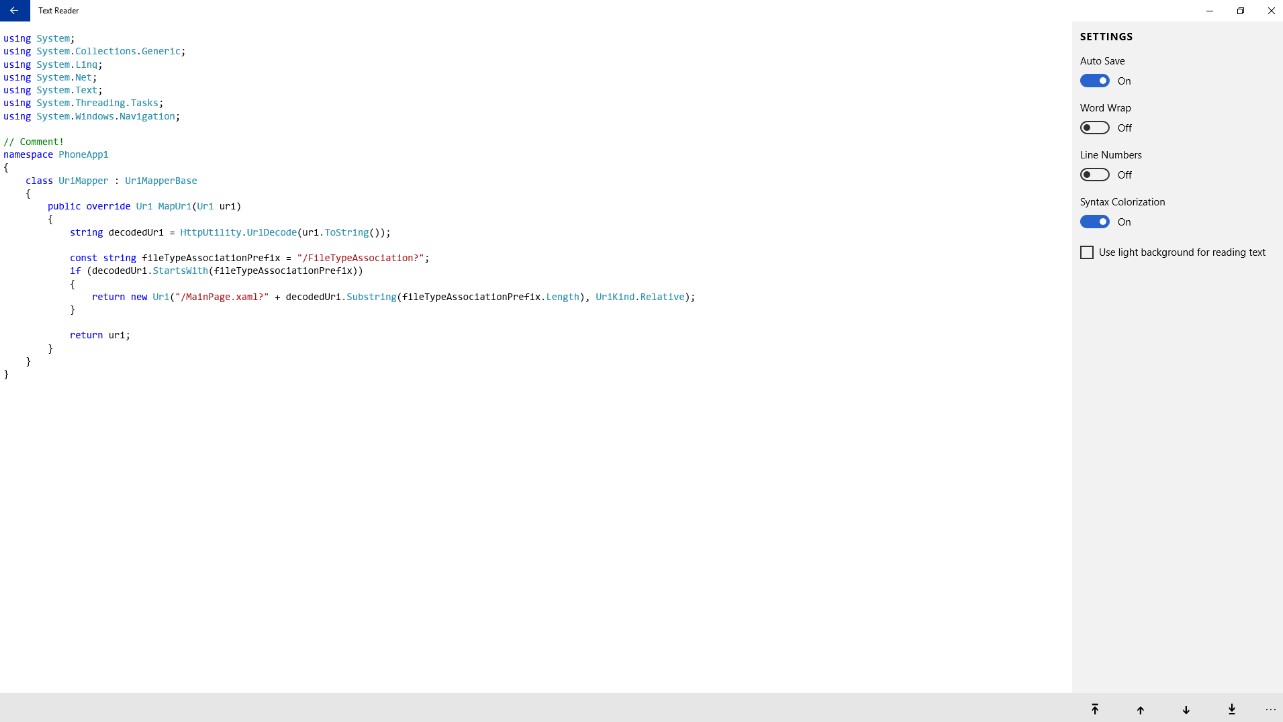 Text Reader
using System;
using System.Collections.Generic;
using System.Linq;
using System.Net;
using System.Text;
using System.Threading.Tasks;
using System.Windows.Navigation;
// Comment!
namespace PhoneApp1
{
class UriMapper : UriMapperBase
{
public override Uri MapUri(Uri uri)
{
string decodedUri = HttpUtility.UrlDecode(uri.ToString());
const string fileTypeAssociationPrefix = "/FileTypeAssociation?";
if (decodedUri.StartsWith(fileTypeAssociationPrefix))
{
return new Uri("/MainPage.xaml?" + decodedUri.Substring(fileTypeAssociationPrefix.Length), UriKind.Relative);
}
return uri;
}
}
}
SETTINGS
Auto Save
On
Word Wrap
Off
Line Numbers
Off
Syntax Colorization
On
Use light background for reading text